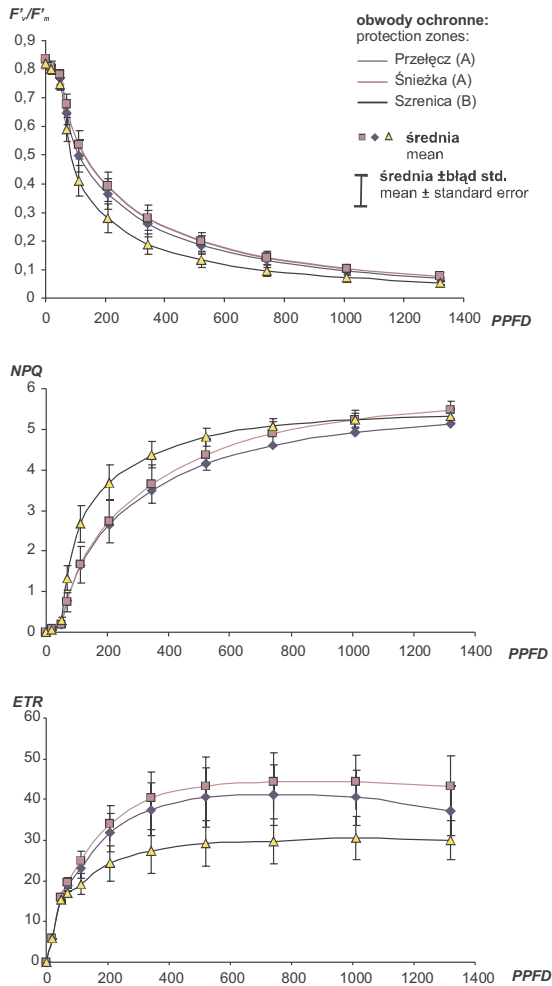 F'v/F'm
0,9
0,8
0,7
0,6
0,5
0,4
0,3
0,2
0,1
0
0 200 400 600 800 1000 1200 1400 PPFD
obwody ochronne:
protection zones:
Przełęcz (A)
Śnieżka (A)
Szrenica (B)
średnia
mean
średnia ±błąd std.
mean ± standard error
NPQ
6
5
4
3
2
1
0
0 200 400 600 800 1000 1200 1400 PPFD
ETR
60
50
40
30
20
10
0
0 200 400 600 800 1000 1200 1400 PPFD